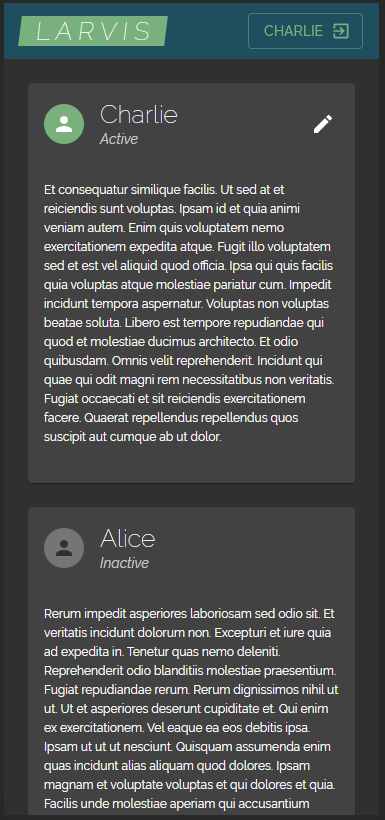 LARVIS
CHARLIE
Charlie
Active
Et consequatur similique facilis. Ut sed at et
reiciendis sunt voluptas. Ipsam id et quia animi
veniam autem. Enim quis voluptatem nemo
exercitationem expedita atque. Fugit illo voluptatem
sed et est vel aliquid quod officia. Ipsa qui quis facilis
quia voluptas atque molestiae pariatur cum. Impedit
incidunt tempora aspernatur. Voluptas non voluptas
beatae soluta. Libero est tempore repudiandae qui
quod et molestiae ducimus architecto. Et odio
quibusdam. Omnis velit reprehenderit. Incidunt qui
quae qui odit magni rem necessitatibus non veritatis.
Fugiat occaecati et sit reiciendis exercitationem
facere. Quaerat repellendus repellendus quos
suscipit aut cumque ab ut dolor.
Alice
Inactive
Rerum impedit asperiores laboriosam sed odio sit. Et
veritatis incidunt dolorum non. Excepturi et iure quia
ad expedita in. Tenetur quas nemo deleniti.
Reprehenderit odio blanditiis molestiae praesentium.
Fugiat repudiandae rerum. Rerum dignissimos nihil ut
ut. Ut et asperiores deserunt cupiditate et. Qui enim
ex exercitationem. Vel eaque ea eos debitis ipsa.
Ipsam ut ut ut nesciunt. Quisquam assumenda enim
quas incidunt alias aliquam quod dolores. Ipsam
magnam et voluptate voluptas et qui dolores et quia.
Facilis unde molestiae aperiam qui accusantium